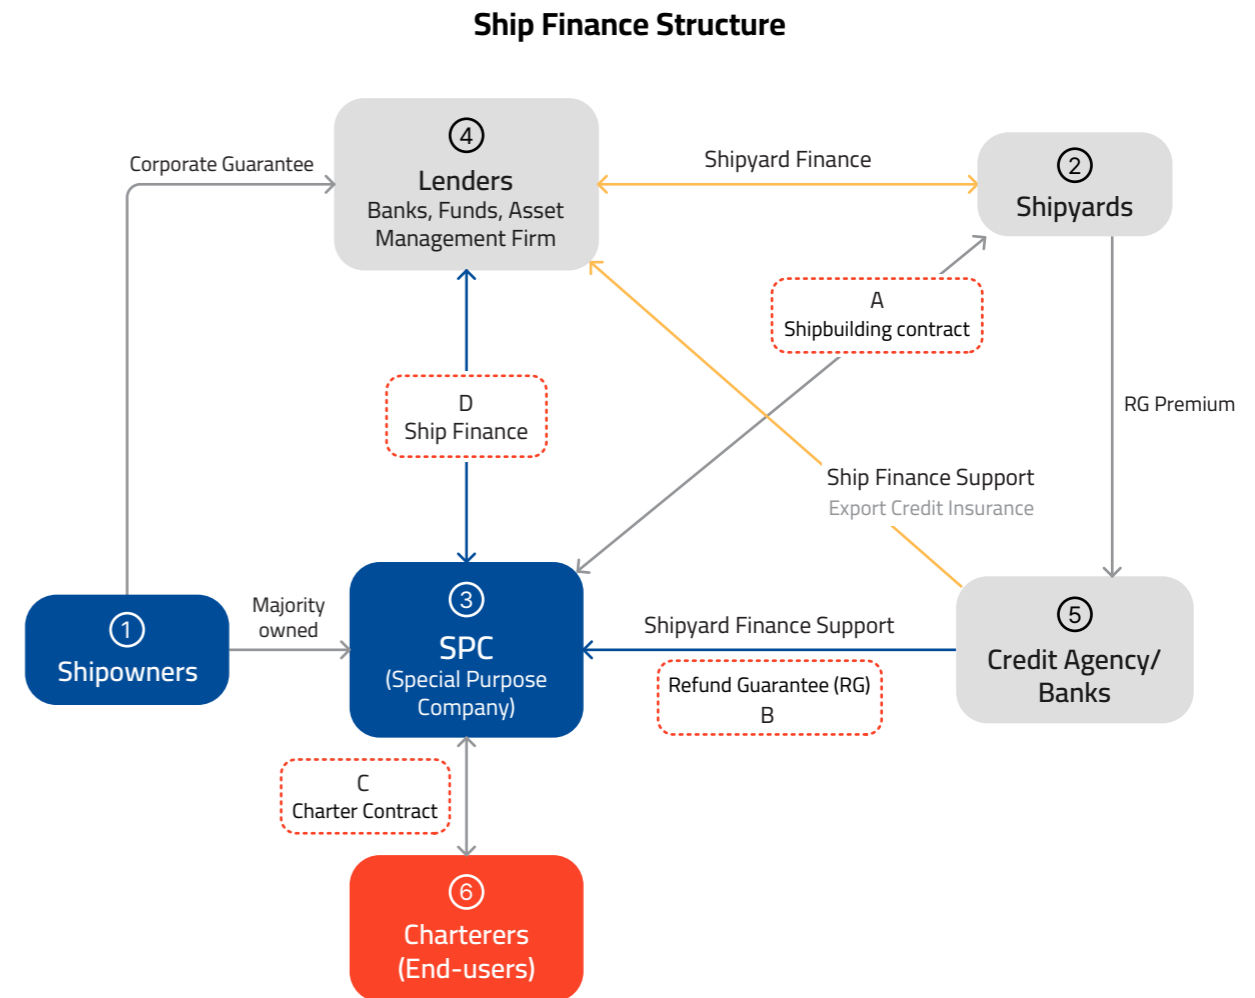 Ship Finance Structure
4
Lenders
Banks, Funds, Asset
Management Firm
Corporate Guarantee
Shipyard Finance
2
Shipyards
A
Shipbuilding contract
D
Ship Finance
RG Premium
Ship Finance Support
Export Credit Insurance
1
Shipowners
Majority
owned
3
SPC
(Special Purpose
Company)
Shipyard Finance Support
Refund Guarantee (RG)
B
5
Credit Agency/
Banks
C
Charter Contract
6
Charterers
(End-users)